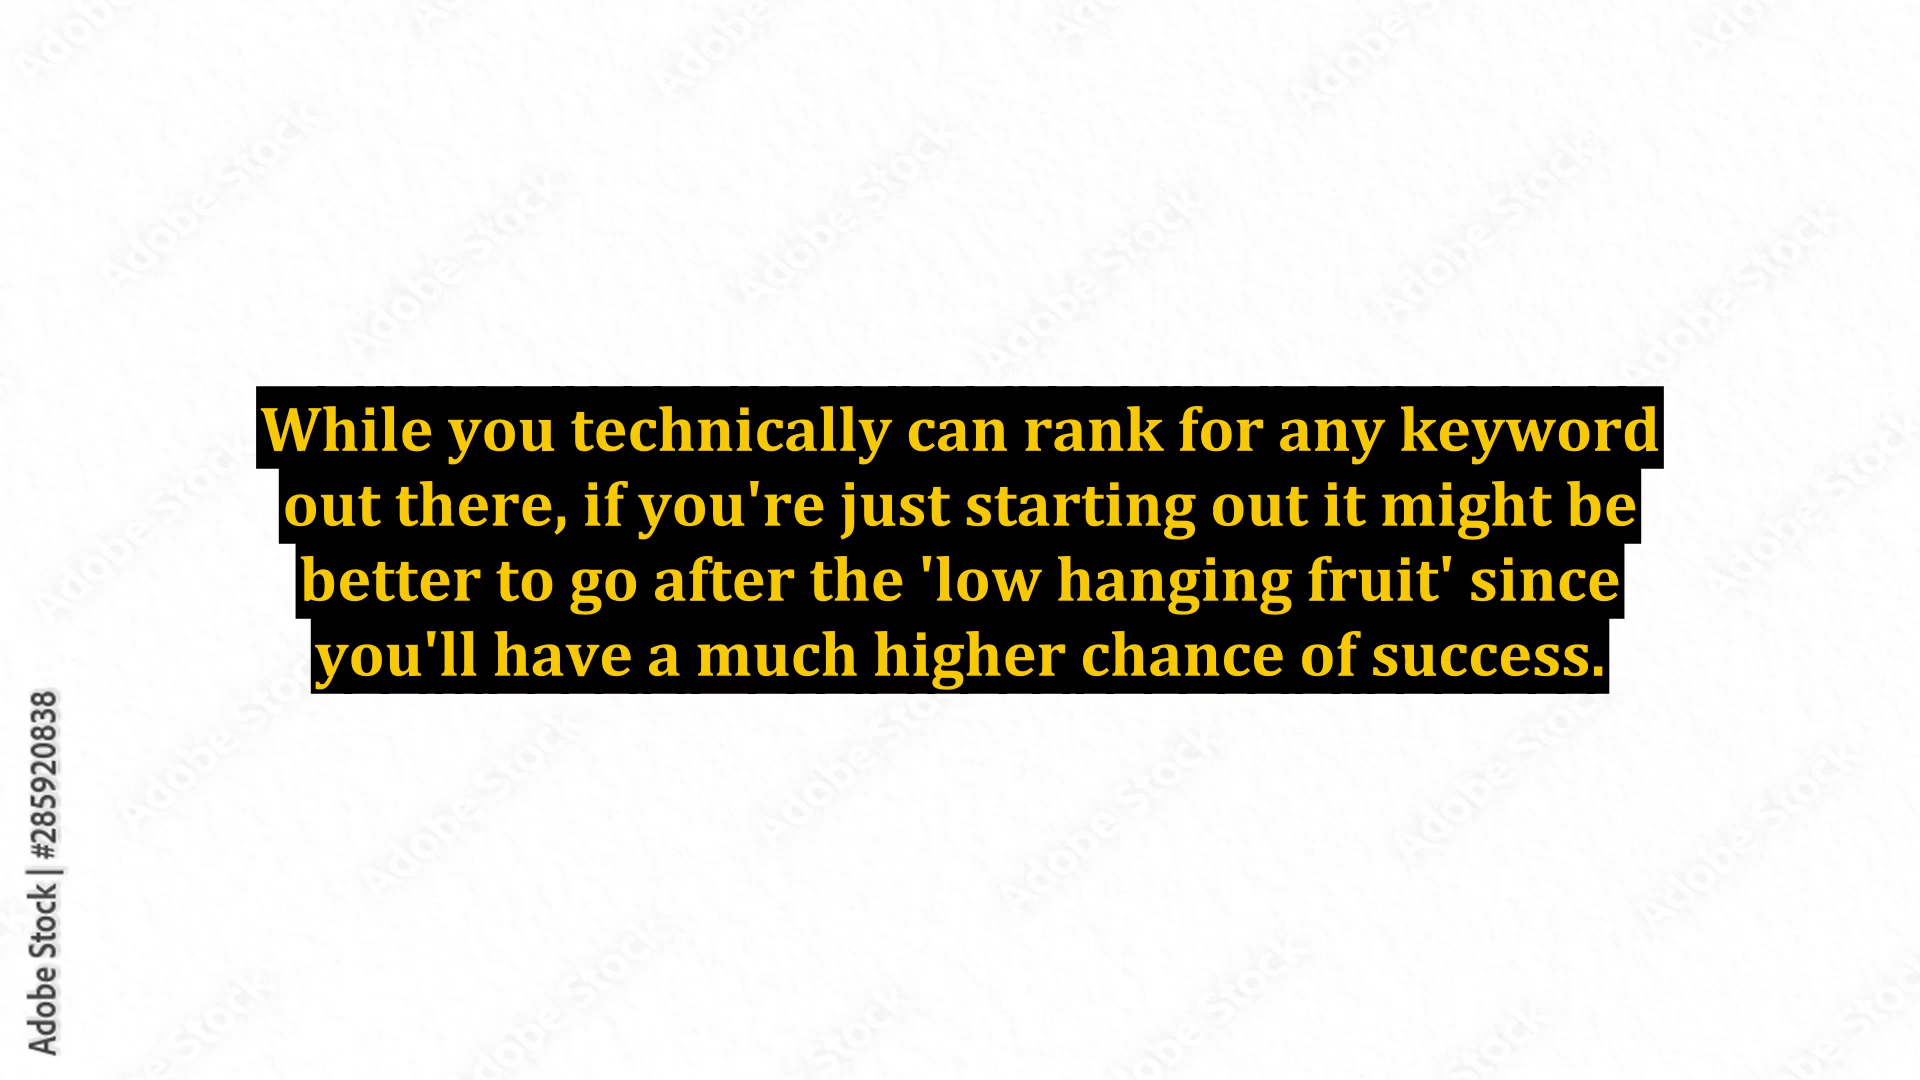 While you technically can rank for any keyword
out there, if you're just starting out it might be
better to go after the 'low hanging fruit' since
you'll have a much higher chance of success.
Adobe Stock | #285920838
Adobe Stock